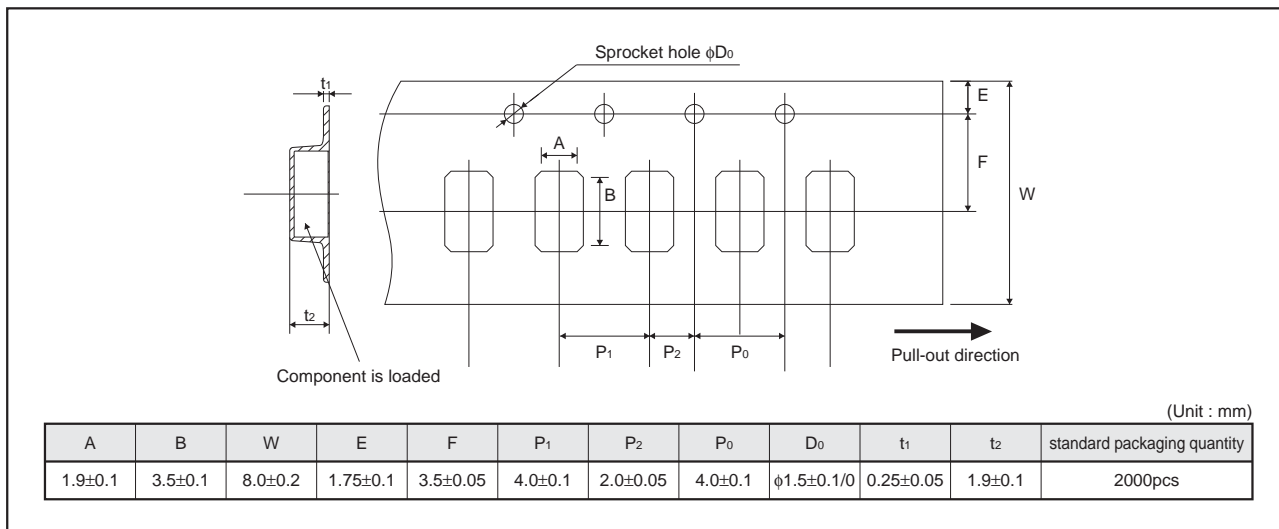 Sprocket hole ϕD0
t1
E
A
F
B
W
t2
P1
P2
P0
Pull-out direction
Component is loaded
(Unit : mm)
A B W E F P1 P2 P0 D0 t1 t2 standard packaging quantity
1.9±0.1 3.5±0.1 8.0±0.2 1.75±0.1 3.5±0.05 4.0±0.1 2.0±0.05 4.0±0.1 ϕ1.5±0.1/0 0.25±0.05 1.9±0.1 2000pcs